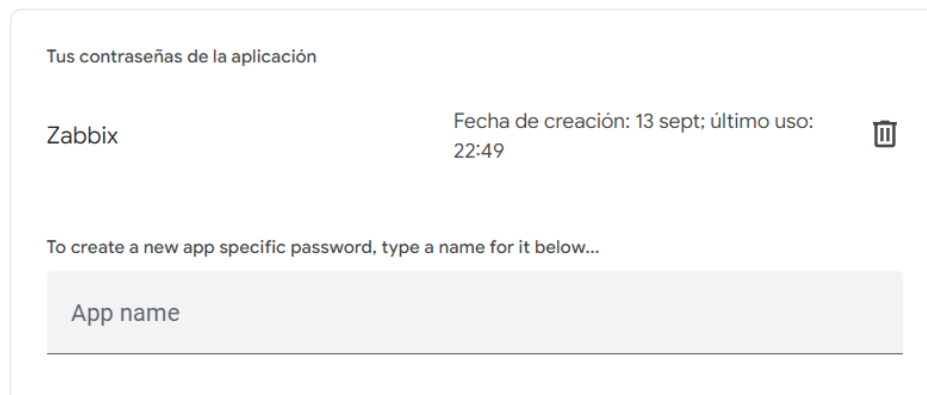 Tus contraseñas de la aplicación
Zabbix
Fecha de creación: 13 sept; último uso:
22:49
To create a new app specific password, type a name for it below...
App name